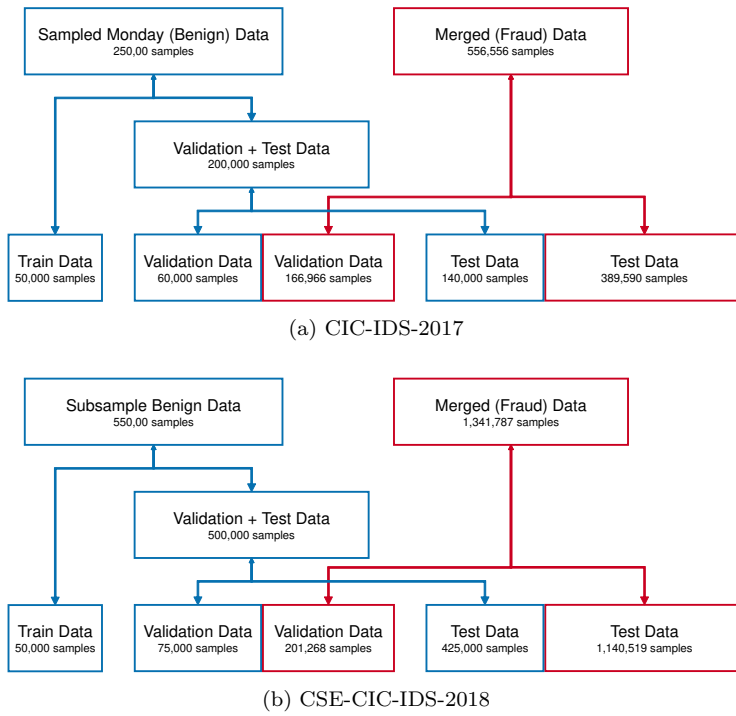 Sampled Monday (Benign) Data
250,00 samples
Merged (Fraud) Data
556,556 samples
Validation + Test Data
200,000 samples
Train Data
50,000 samples
Validation Data
60,000 samples
Validation Data
166,966 samples
Test Data
140,000 samples
Test Data
389,590 samples
(a) CIC-IDS-2017
Subsample Benign Data
550,00 samples
Merged (Fraud) Data
1,341,787 samples
Validation + Test Data
500,000 samples
Train Data
50,000 samples
Validation Data
75,000 samples
Validation Data
201,268 samples
Test Data
425,000 samples
Test Data
1,140,519 samples
(b) CSE-CIC-IDS-2018